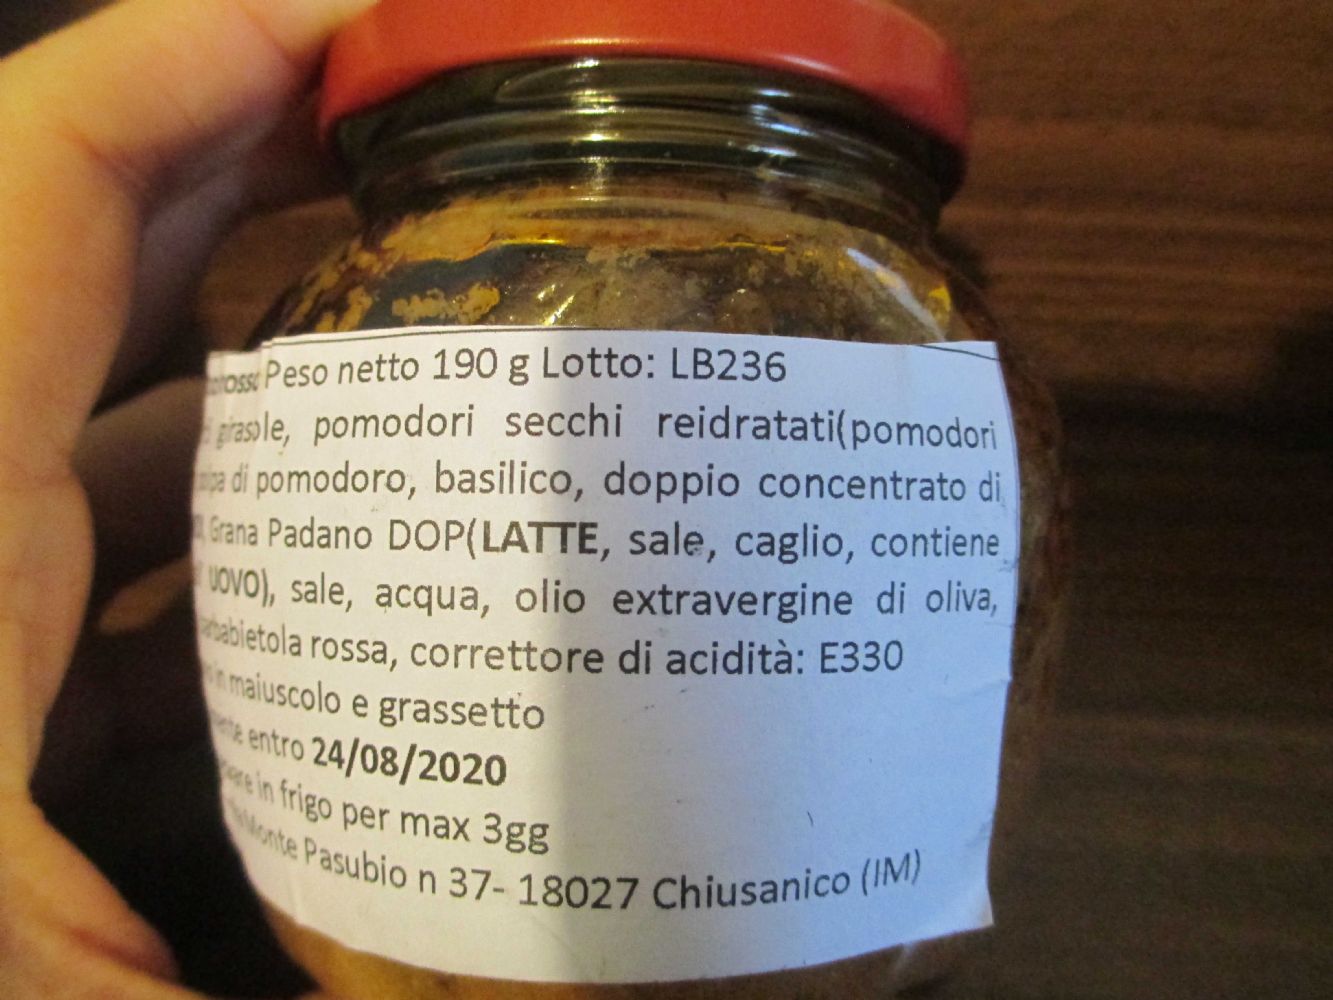 Peso netto 190 g Lotto: LB236
girasole, pomodori secchi reidratati(pomodori
di pomodoro, basilico, doppio concentrato di
Grana Padano DOP(LATTE, sale, caglio, contiene
UOVO), sale, acqua, olio extravergine di oliva,
barbabietola rossa, correttore di acidità: E330
in maiuscolo e grassetto
entro 24/08/2020
in frigo per max 3gg
Monte Pasubio n 37- 18027 Chiusanico (IM)